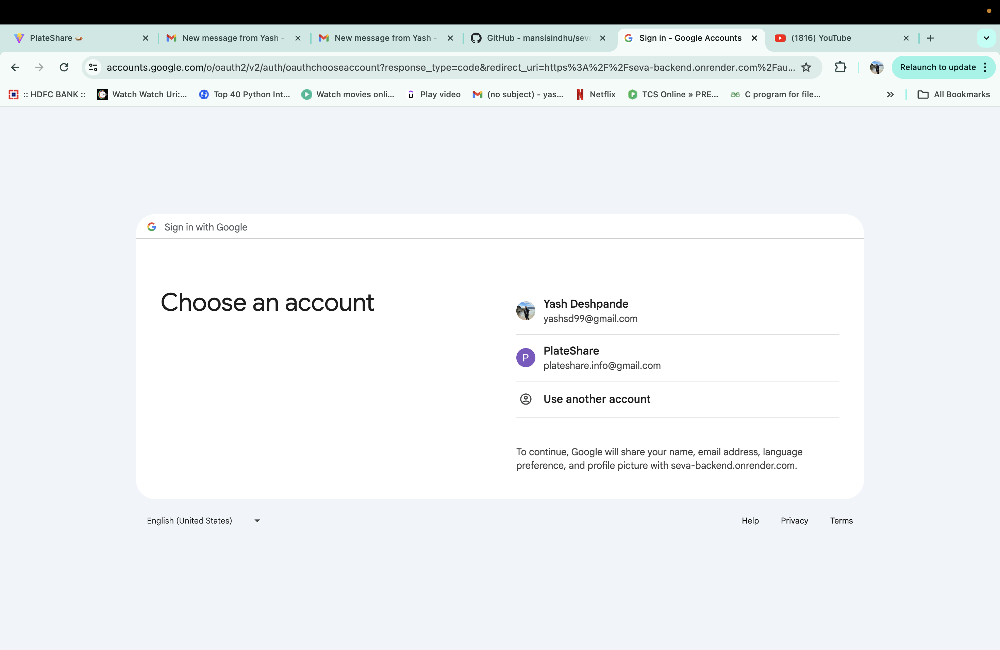 PlateShare
New message from Yash -
New message from Yash -
GitHub - mansisindhu/seva
Sign in - Google Accounts
(1816) YouTube
accounts.google.com/o/oauth2/v2/auth/oauthchooseaccount?response_type=code&redirect_uri=https%3A%2F%2Fseva-backend.onrender.com%2Fau...
Relaunch to update
:: HDFC BANK ::
Watch Watch Uri:...
Top 40 Python Int...
Watch movies onli...
Play video
(no subject) - yas...
Netflix
TCS Online » PRE...
C program for file...
All Bookmarks
Sign in with Google
Choose an account
Yash Deshpande
yashsd99@gmail.com
P
PlateShare
plateshare.info@gmail.com
Use another account
To continue, Google will share your name, email address, language
preference, and profile picture with seva-backend.onrender.com.
English (United States)
Help
Privacy
Terms